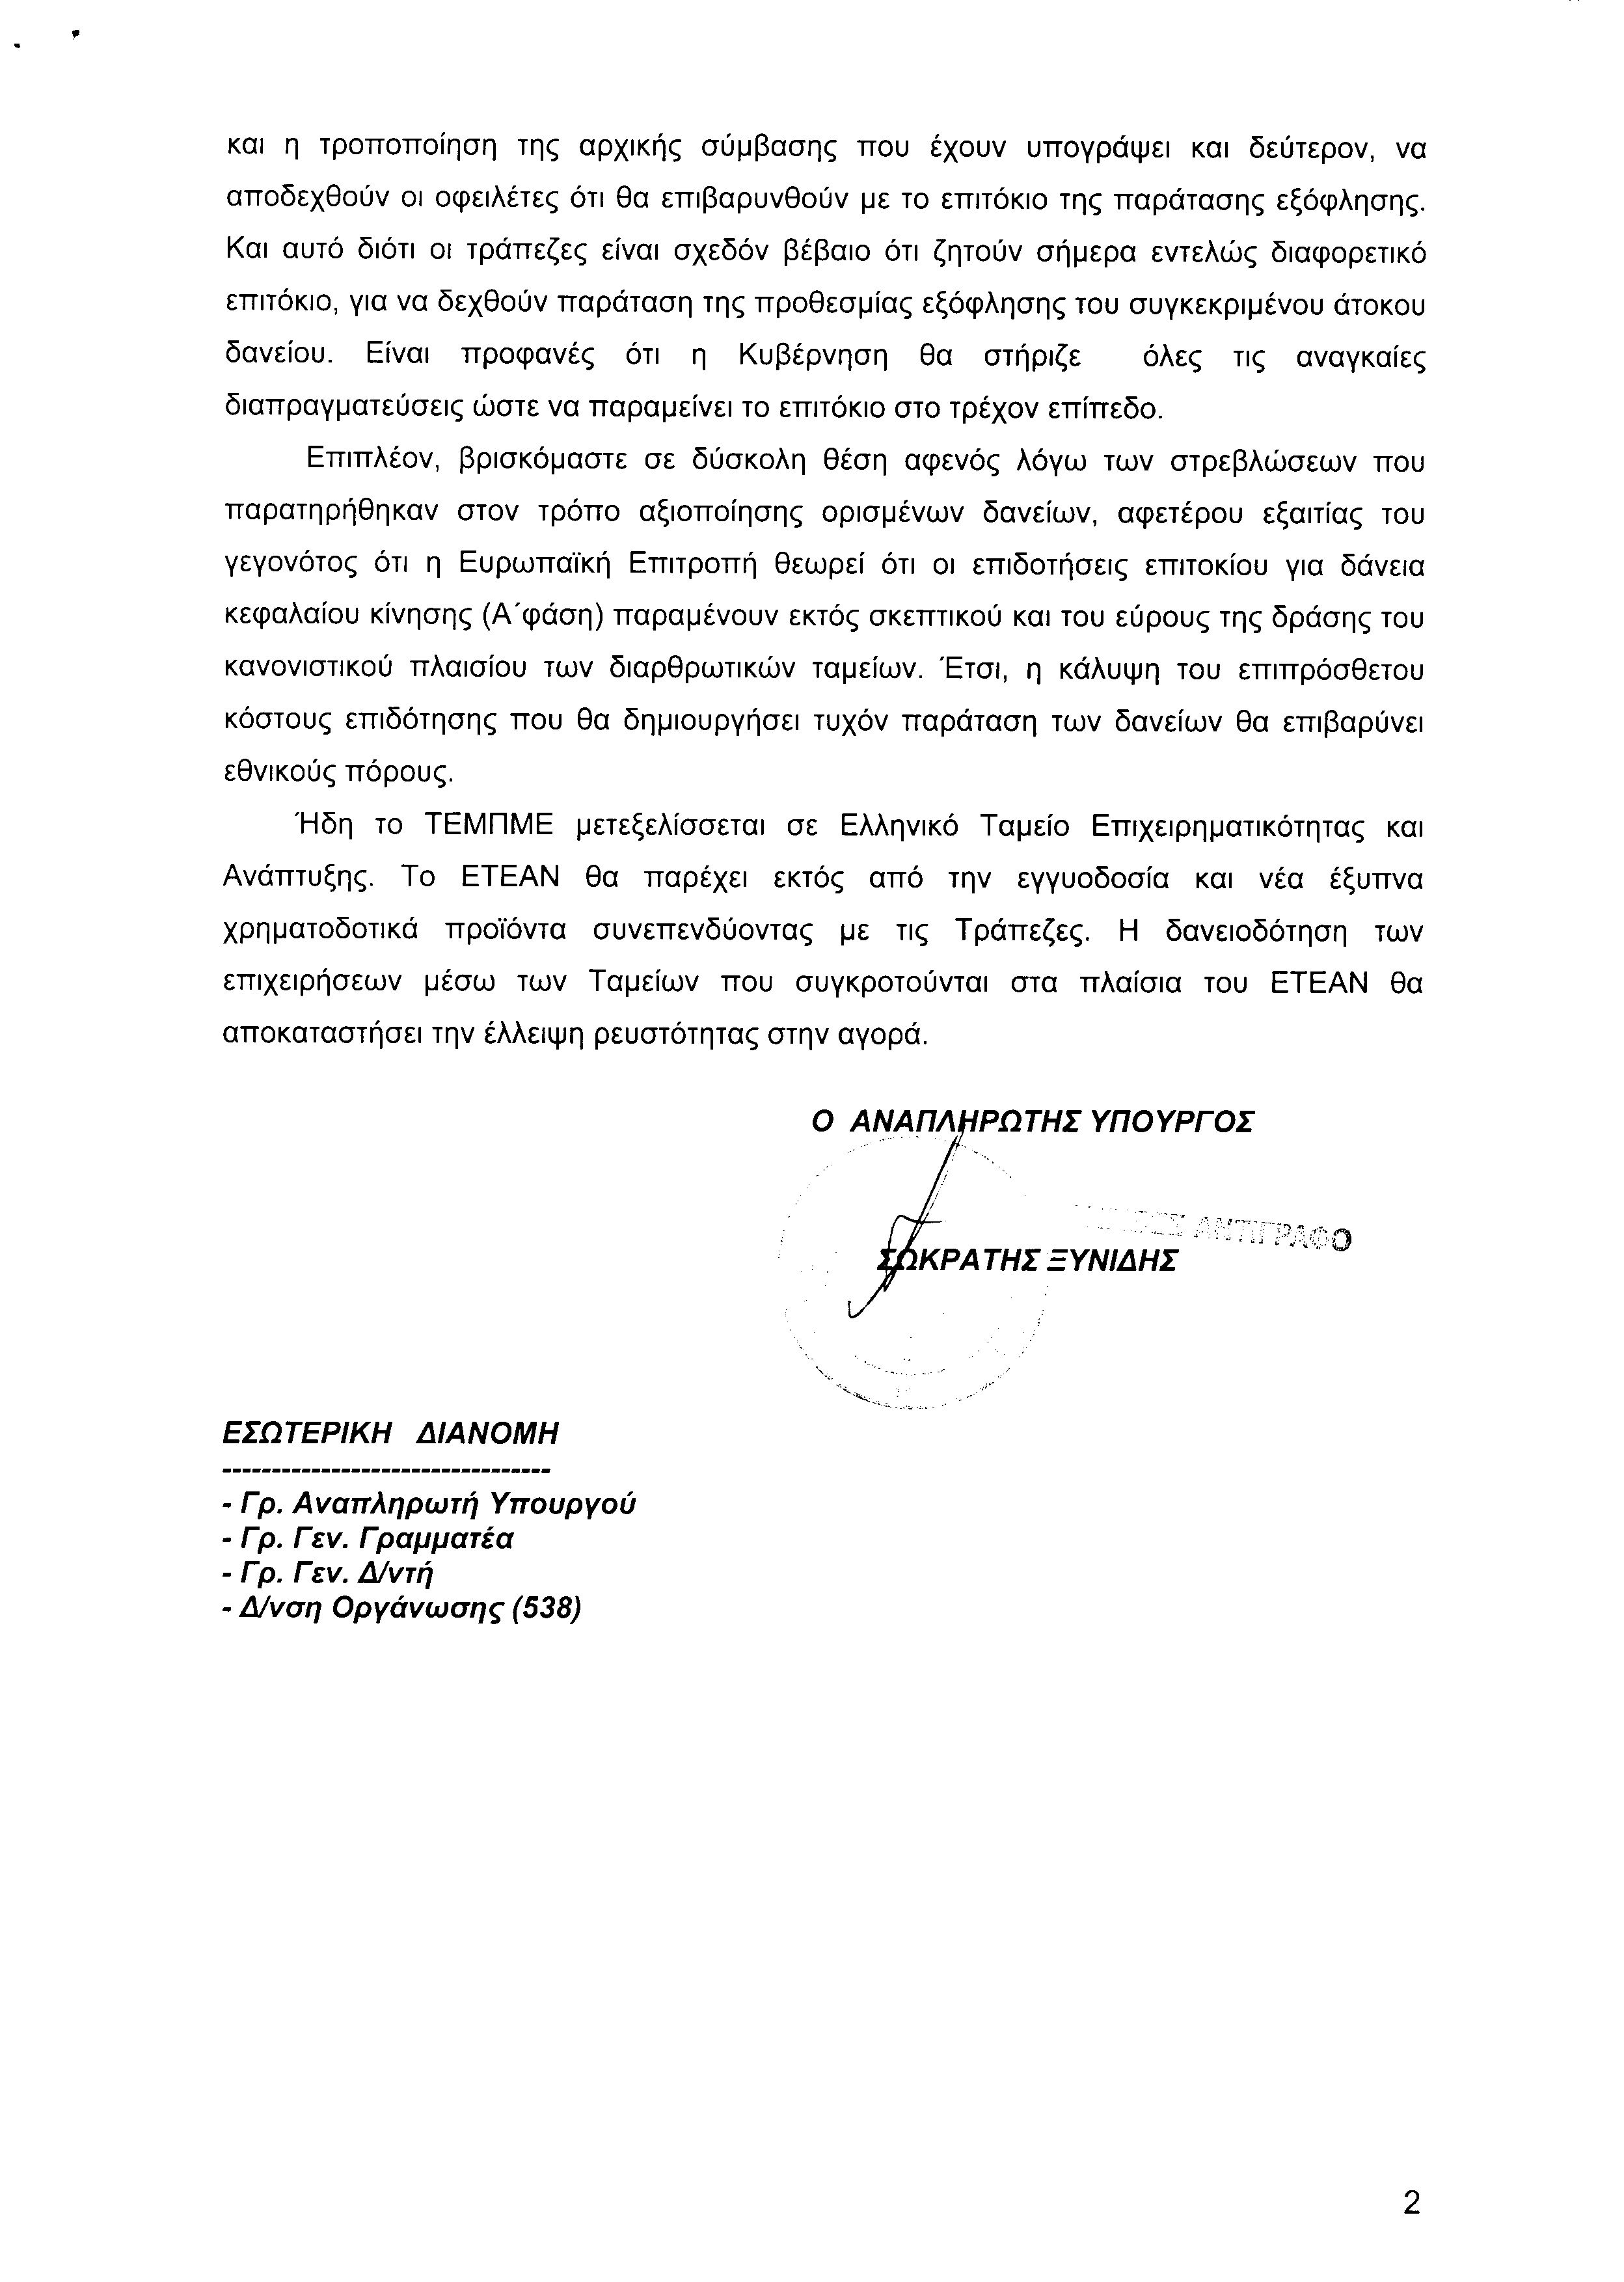 και η τροποποίηση της αρχικής σύμβασης που έχουν υπογράψει και δεύτερον, να
αποδεχθούν οι οφειλέτες ότι θα επιβαρυνθούν με το επιτόκιο της παράτασης εξόφλησης.
Και αυτό διότι οι τράπεζες είναι σχεδόν βέβαιο ότι ζητούν σήμερα εντελώς διαφορετικό
επιτόκιο, για να δεχθούν παράταση της προθεσμίας εξόφλησης του συγκεκριμένου άτοκου
δανείου. Είναι προφανές ότι η Κυβέρνηση θα στήριζε όλες τις αναγκαίες
διαπραγματεύσεις ώστε να παραμείνει το επιτόκιο στο τρέχον επίπεδο.
Επιπλέον, βρισκόμαστε σε δύσκολη θέση αφενός λόγω των στρεβλώσεων που
παρατηρήθηκαν στον τρόπο αξιοποίησης ορισμένων δανείων, αφετέρου εξαιτίας του
γεγονότος ότι η Ευρωπαϊκή Επιτροπή θεωρεί ότι οι επιδοτήσεις επιτοκίου για δάνεια
κεφαλαίου κίνησης (Α΄φάση) παραμένουν εκτός σκεπτικού και του εύρους της δράσης του
κανονιστικού πλαισίου των διαρθρωτικών ταμείων. Έτσι, η κάλυψη του επιπρόσθετου
κόστους επιδότησης που θα δημιουργήσει τυχόν παράταση των δανείων θα επιβαρύνει
εθνικούς πόρους.
Ήδη το ΤΕΜΠΜΕ μετεξελίσσεται σε Ελληνικό Ταμείο Επιχειρηματικότητας και
Ανάπτυξης. Το ΕΤΕΑΝ θα παρέχει εκτός από την εγγυοδοσία και νέα έξυπνα
χρηματοδοτικά προϊόντα συνεπενδύοντας με τις Τράπεζες. Η δανειοδότηση των
επιχειρήσεων μέσω των Ταμείων που συγκροτούνται στα πλαίσια του ΕΤΕΑΝ θα
αποκαταστήσει την έλλειψη ρευστότητας στην αγορά.
Ο ΑΝΑΠΛΗΡΩΤΗΣ ΥΠΟΥΡΓΟΣ
ΑΝΤΙΓΡΑΦΟ
ΣΩΚΡΑΤΗΣ ΞΥΝΙΔΗΣ
ΕΣΩΤΕΡΙΚΗ ΔΙΑΝΟΜΗ
---------------------------------
- Γρ. Αναπληρωτή Υπουργού
- Γρ. Γεν. Γραμματέα
- Γρ. Γεν. Δ/ντή
- Δ/νση Οργάνωσης (538)
2